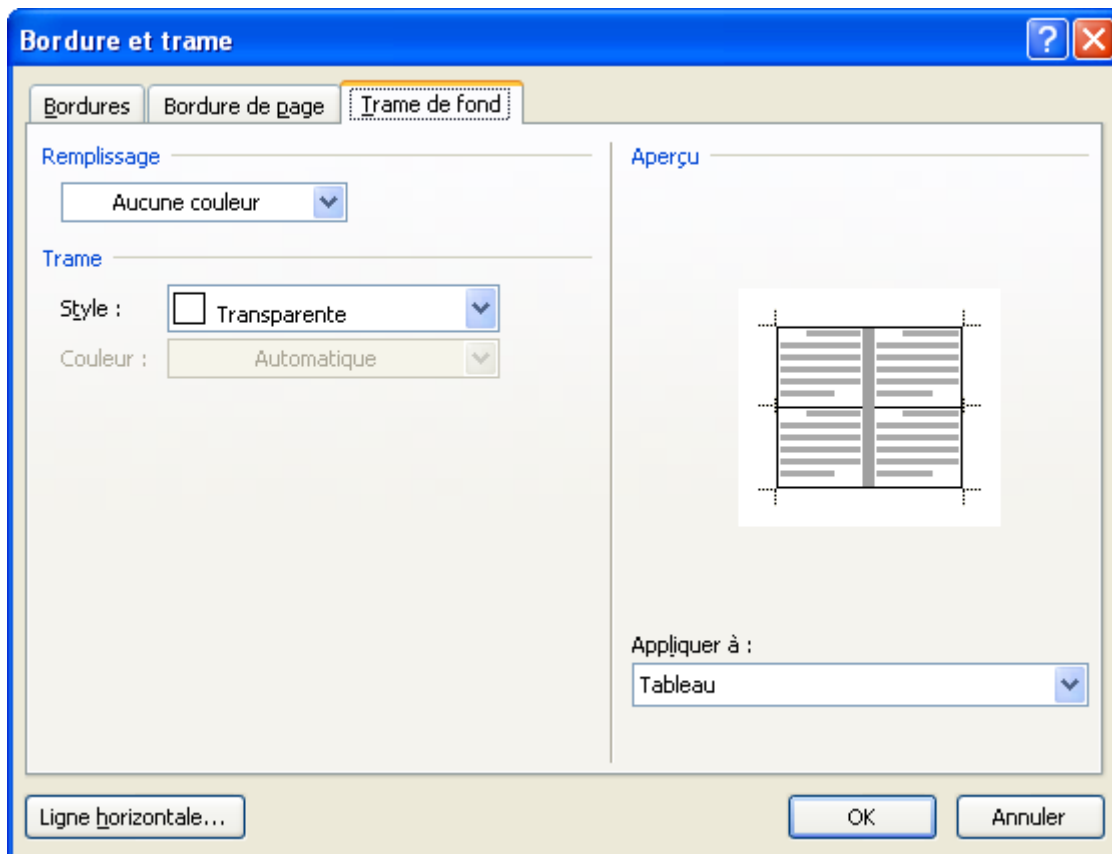 Bordure et trame
Bordures
Bordure de page
Trame de fond
Remplissage
Aucune couleur
Trame
Style :
Transparente
Couleur :
Automatique
Aperçu
Appliquer à :
Tableau
Ligne horizontale...
OK
Annuler